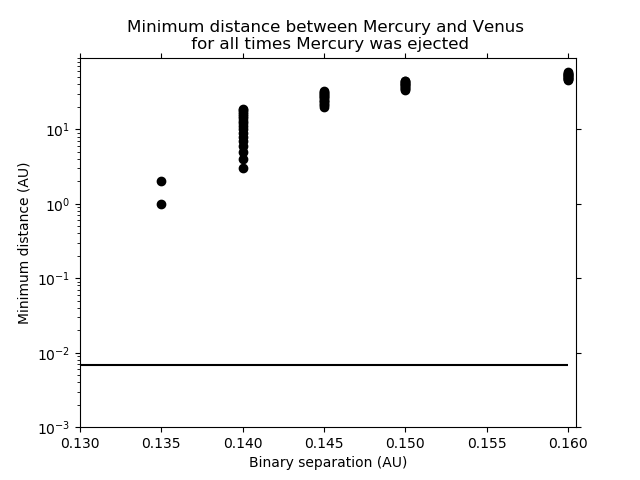 Minimum distance between Mercury and Venus
for all times Mercury was ejected
Minimum distance (AU)
10¹
10⁰
10⁻¹
10⁻²
10⁻³
0.130 0.135 0.140 0.145 0.150 0.155 0.160
Binary separation (AU)